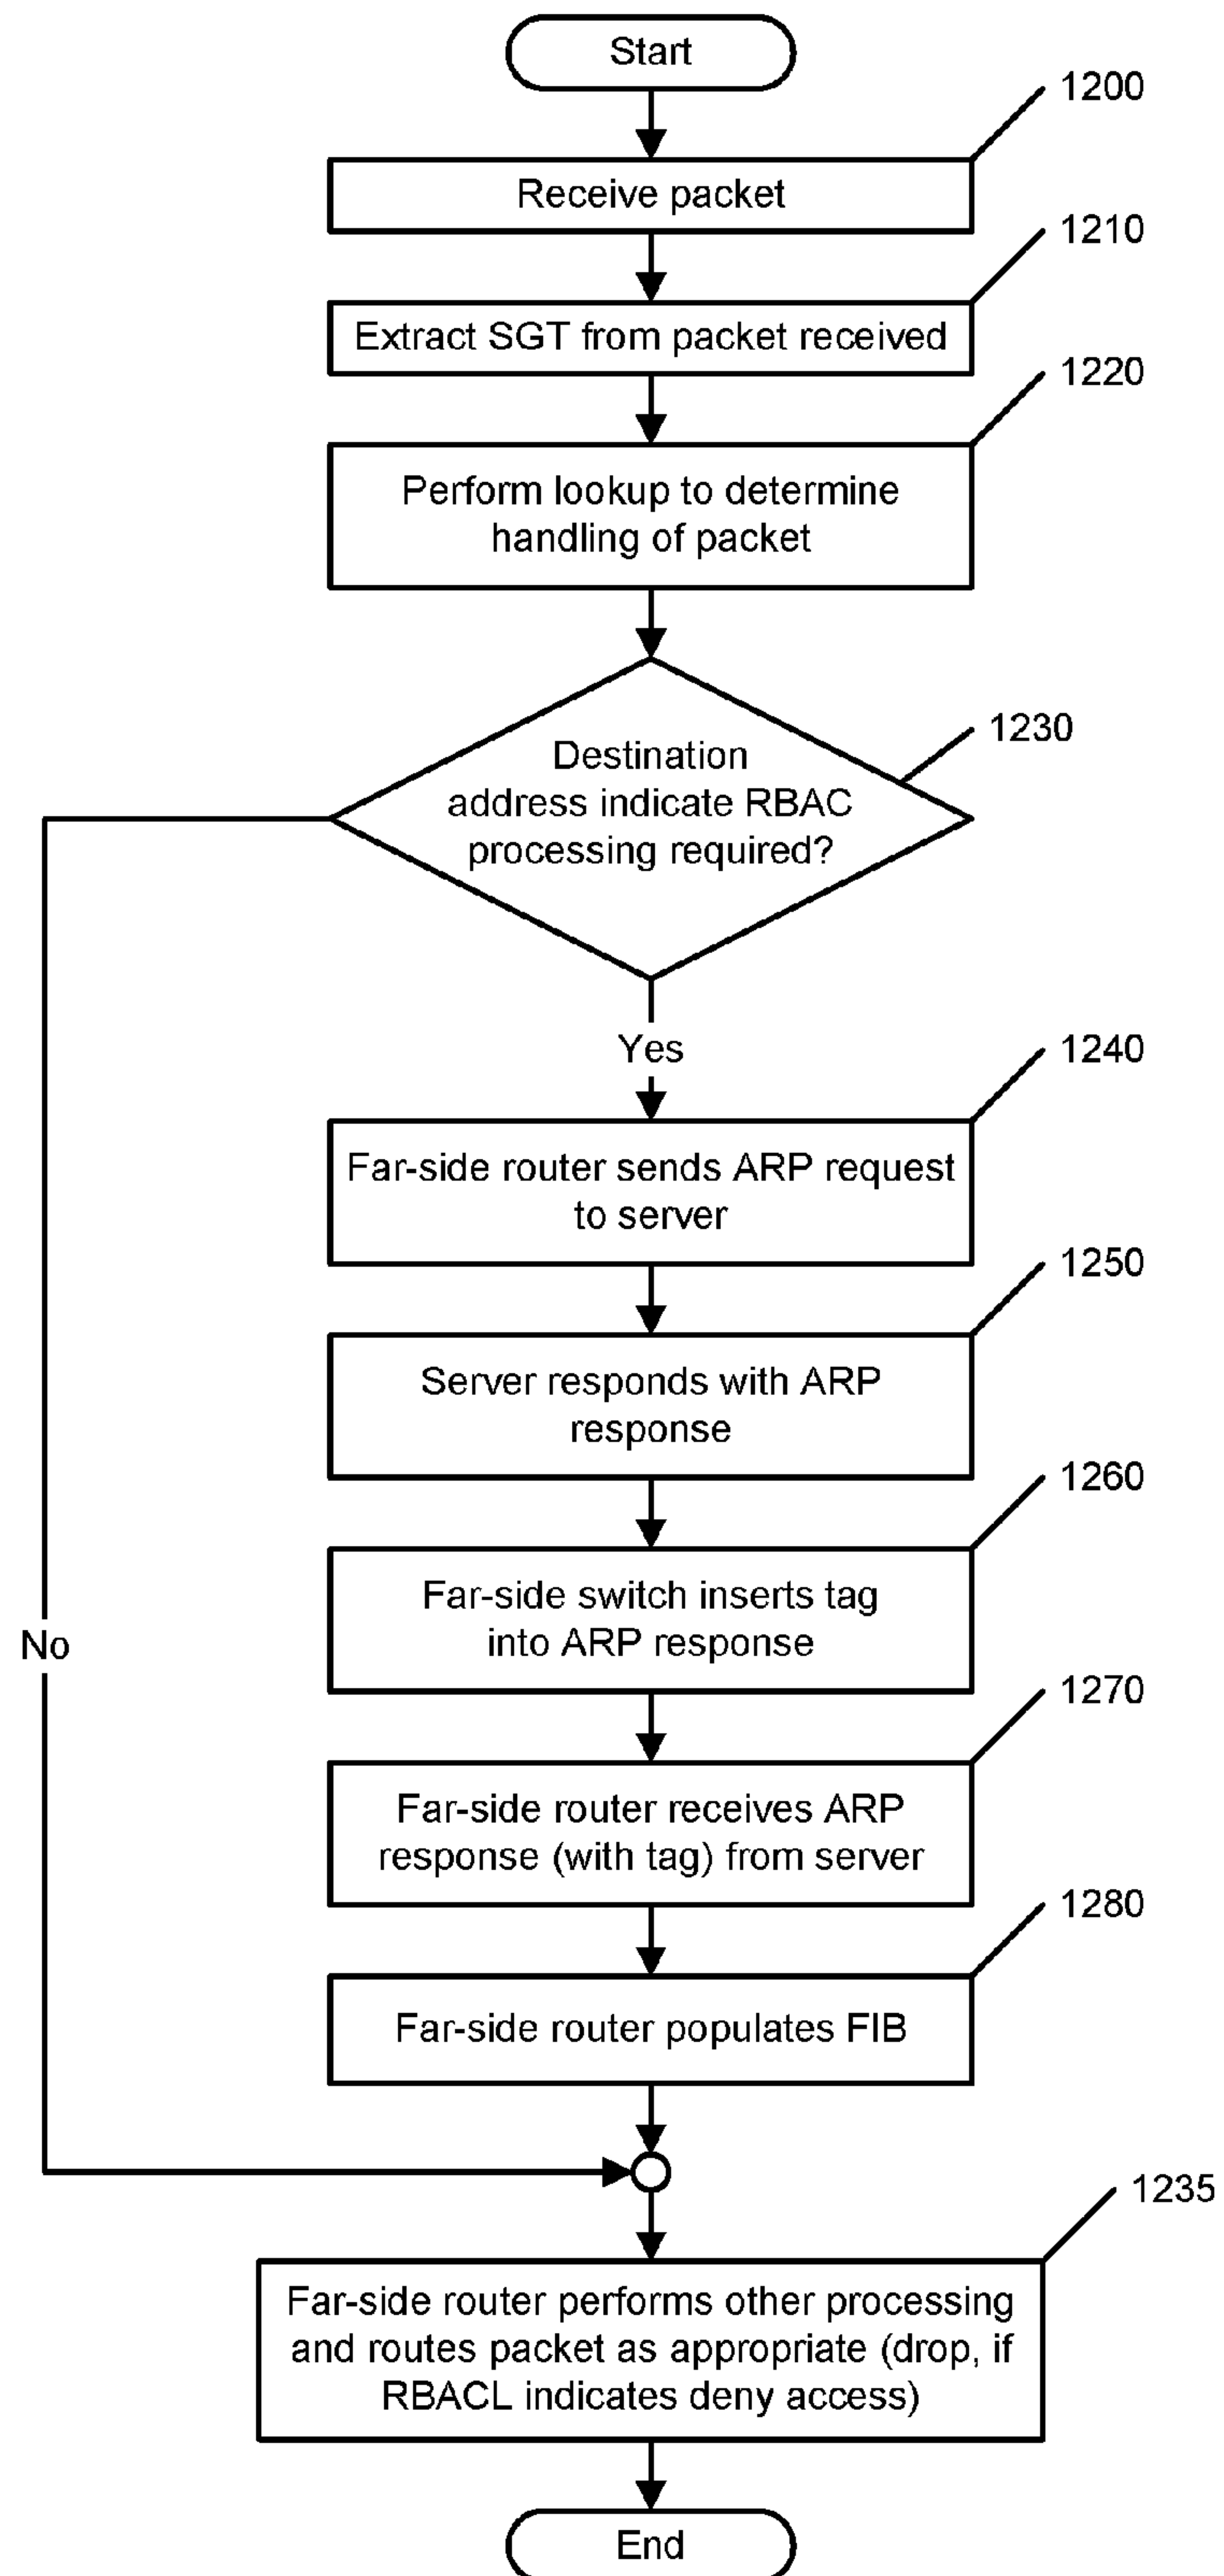 Start
1200
Receive packet
1210
Extract SGT from packet received
1220
Perform lookup to determine
handling of packet
1230
Destination
address indicate RBAC
processing required?
Yes
1240
Far-side router sends ARP request
to server
1250
Server responds with ARP
response
1260
Far-side switch inserts tag
into ARP response
No
1270
Far-side router receives ARP
response (with tag) from server
1280
Far-side router populates FIB
1235
Far-side router performs other processing
and routes packet as appropriate (drop, if
RBACL indicates deny access)
End